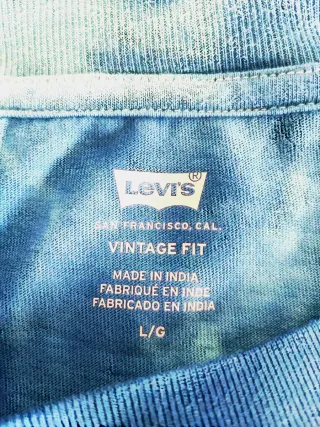 Levi's®
SAN FRANCISCO, CAL.
VINTAGE FIT
MADE IN INDIA
FABRIQUÉ EN INDE
FABRICADO EN INDIA
L/G